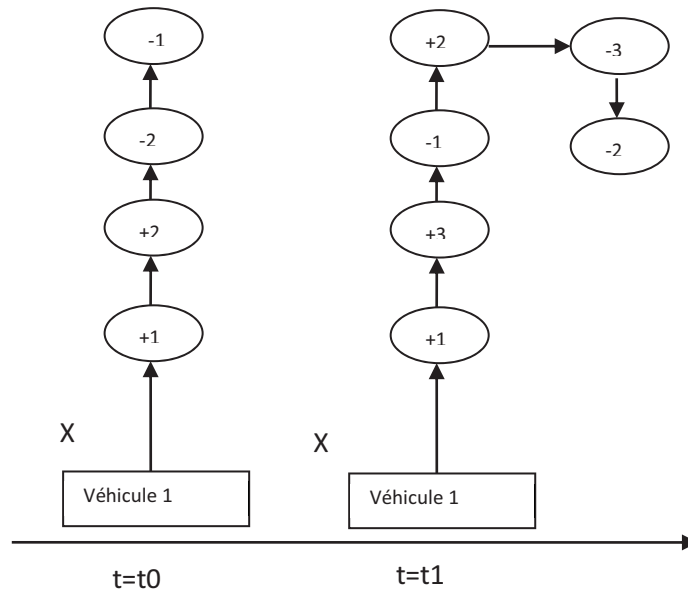 -1
+2
-3
-2
-1
-2
+2
+3
+1
+1
X
X
Véhicule 1
Véhicule 1
t=t0
t=t1